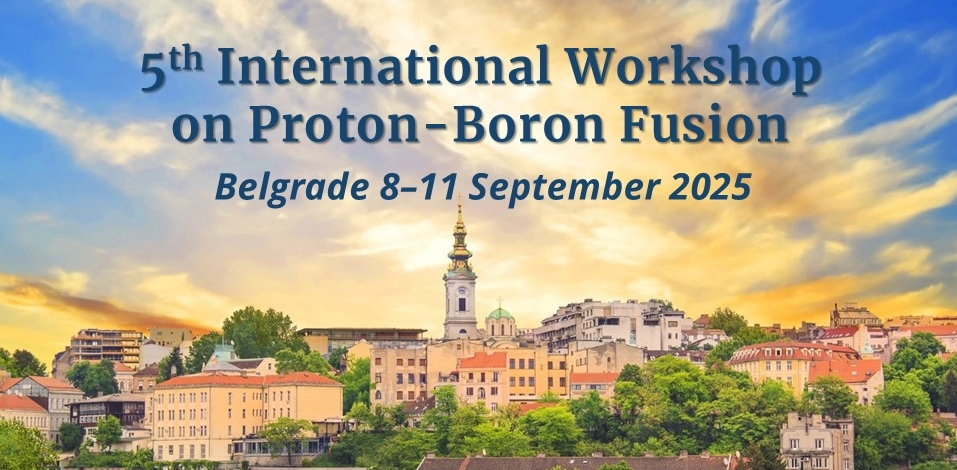 5th International Workshop
on Proton-Boron Fusion
Belgrade 8–11 September 2025